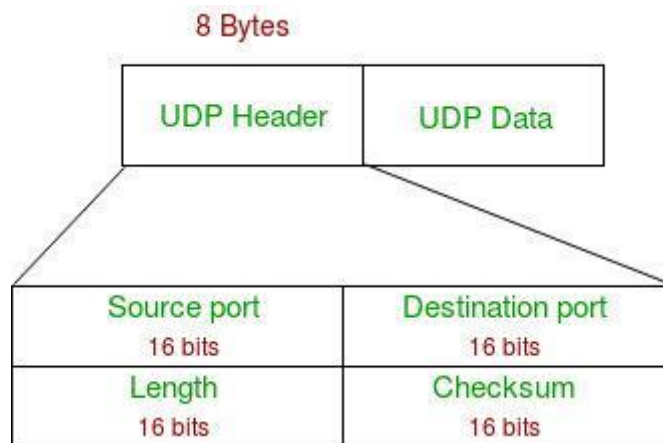 8 Bytes
UDP Header
UDP Data
Source port
16 bits
Destination port
16 bits
Length
16 bits
Checksum
16 bits